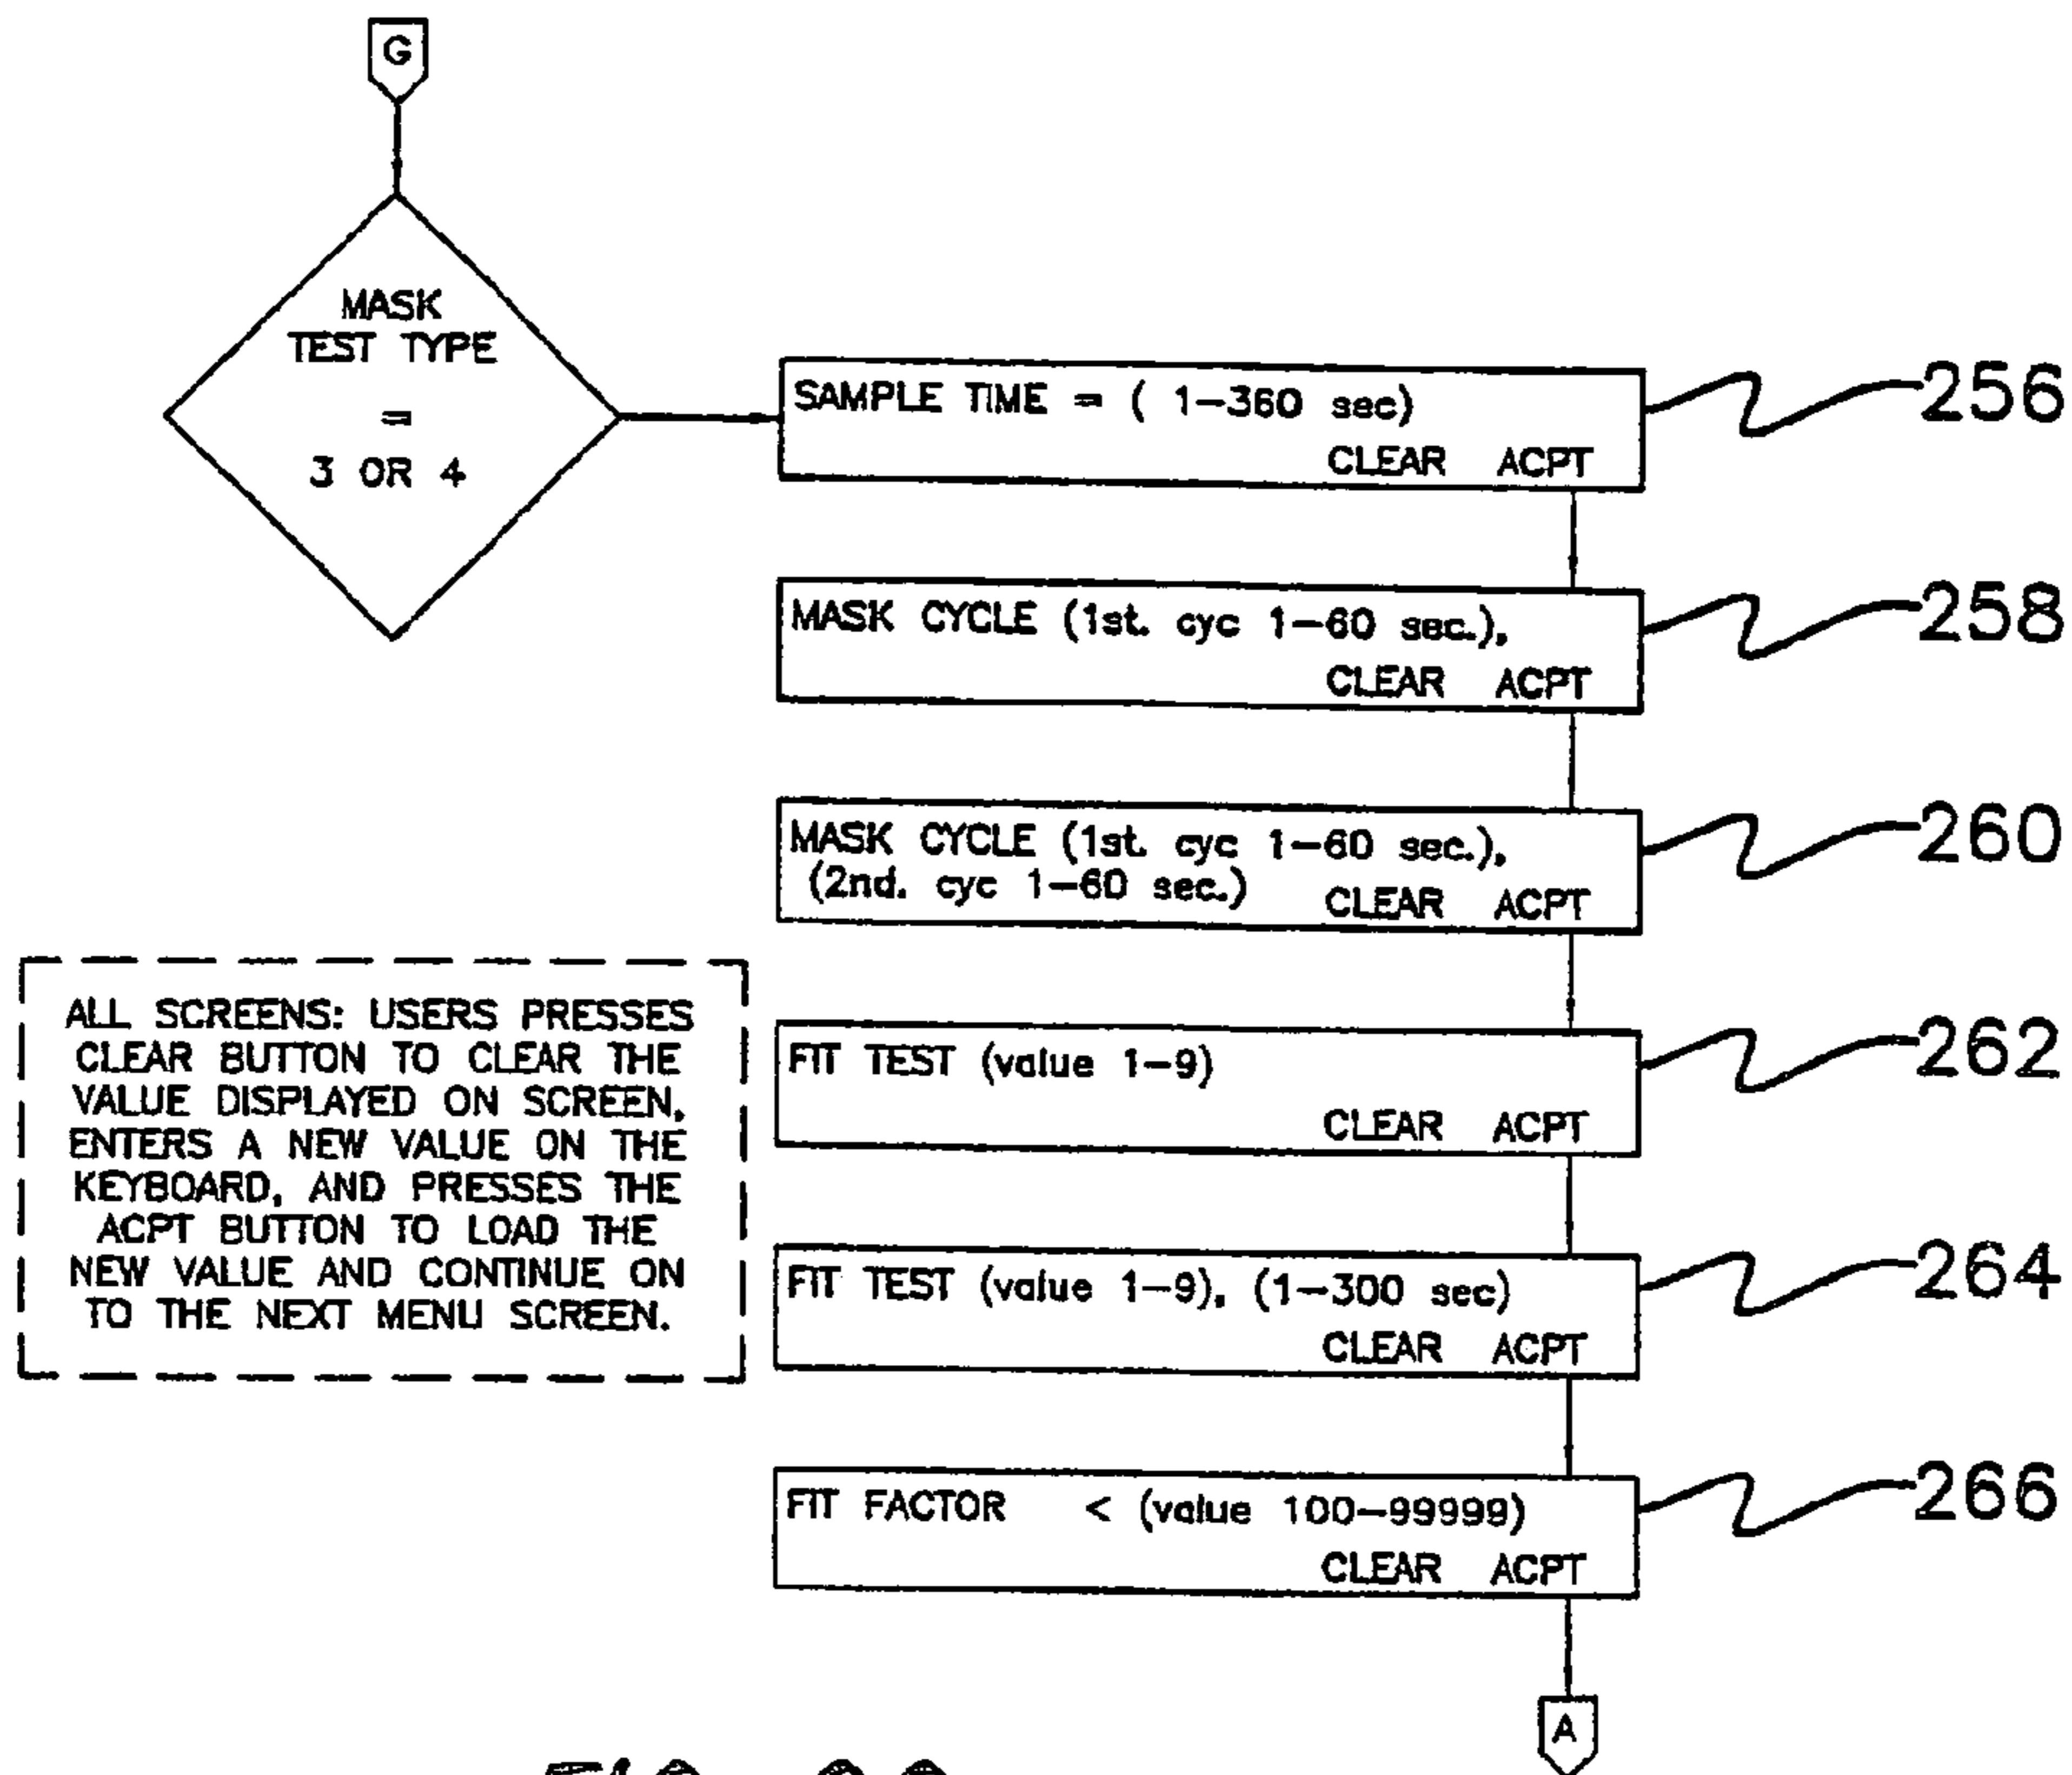 G
MASK
TEST TYPE
=
3 OR 4
SAMPLE TIME = ( 1-360 sec)
CLEAR ACPT
256
MASK CYCLE (1st. cyc 1-60 sec.),
CLEAR ACPT
258
MASK CYCLE (1st. cyc 1-60 sec.),
(2nd. cyc 1-60 sec.) CLEAR ACPT
260
ALL SCREENS: USERS PRESSES
CLEAR BUTTON TO CLEAR THE
VALUE DISPLAYED ON SCREEN,
ENTERS A NEW VALUE ON THE
KEYBOARD, AND PRESSES THE
ACPT BUTTON TO LOAD THE
NEW VALUE AND CONTINUE ON
TO THE NEXT MENU SCREEN.
FIT TEST (value 1-9)
CLEAR ACPT
262
FIT TEST (value 1-9), (1-300 sec)
CLEAR ACPT
264
FIT FACTOR < (value 100-99999)
CLEAR ACPT
266
A